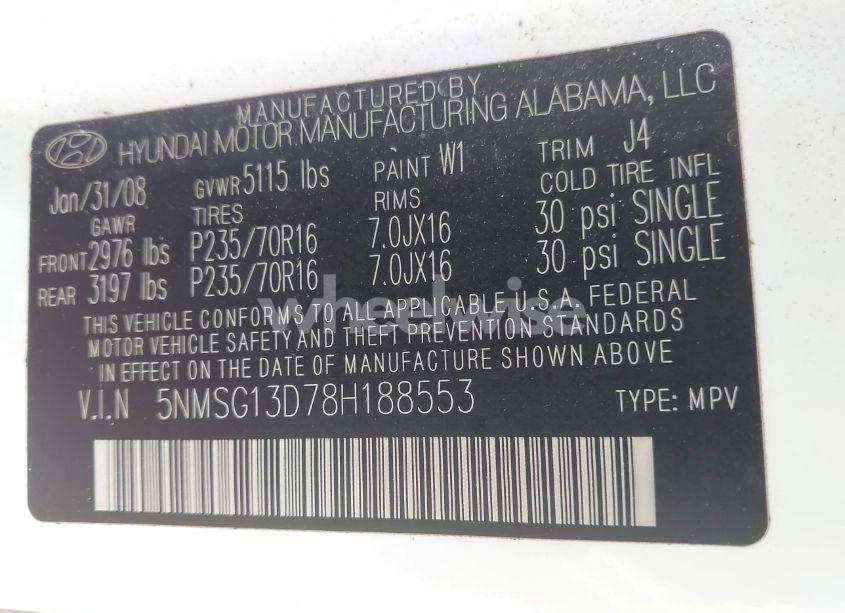 MANUFACTURED BY
HYUNDAI MOTOR MANUFACTURING ALABAMA, LLC
Jan/31/08 GVWR 5115 lbs PAINT W1 TRIM J4
GAWR TIRES RIMS COLD TIRE INFL
FRONT 2976 lbs P235/70R16 7.0JX16 30 psi SINGLE
REAR 3197 lbs P235/70R16 7.0JX16 30 psi SINGLE
THIS VEHICLE CONFORMS TO ALL APPLICABLE U.S.A. FEDERAL
MOTOR VEHICLE SAFETY AND THEFT PREVENTION STANDARDS
IN EFFECT ON THE DATE OF MANUFACTURE SHOWN ABOVE
V.I.N 5NMSG13D78H188553 TYPE: MPV
wheelwise